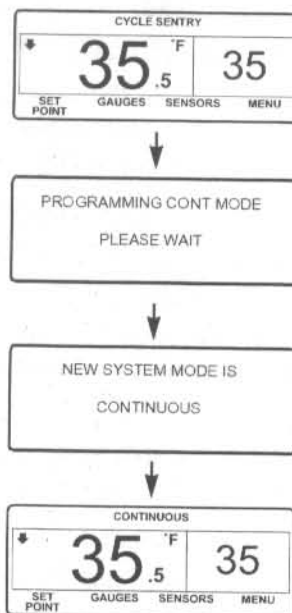 CYCLE SENTRY
35.5 °F 35
SET POINT GAUGES SENSORS MENU
PROGRAMMING CONT MODE
PLEASE WAIT
NEW SYSTEM MODE IS
CONTINUOUS
CONTINUOUS
35.5 °F 35
SET POINT GAUGES SENSORS MENU